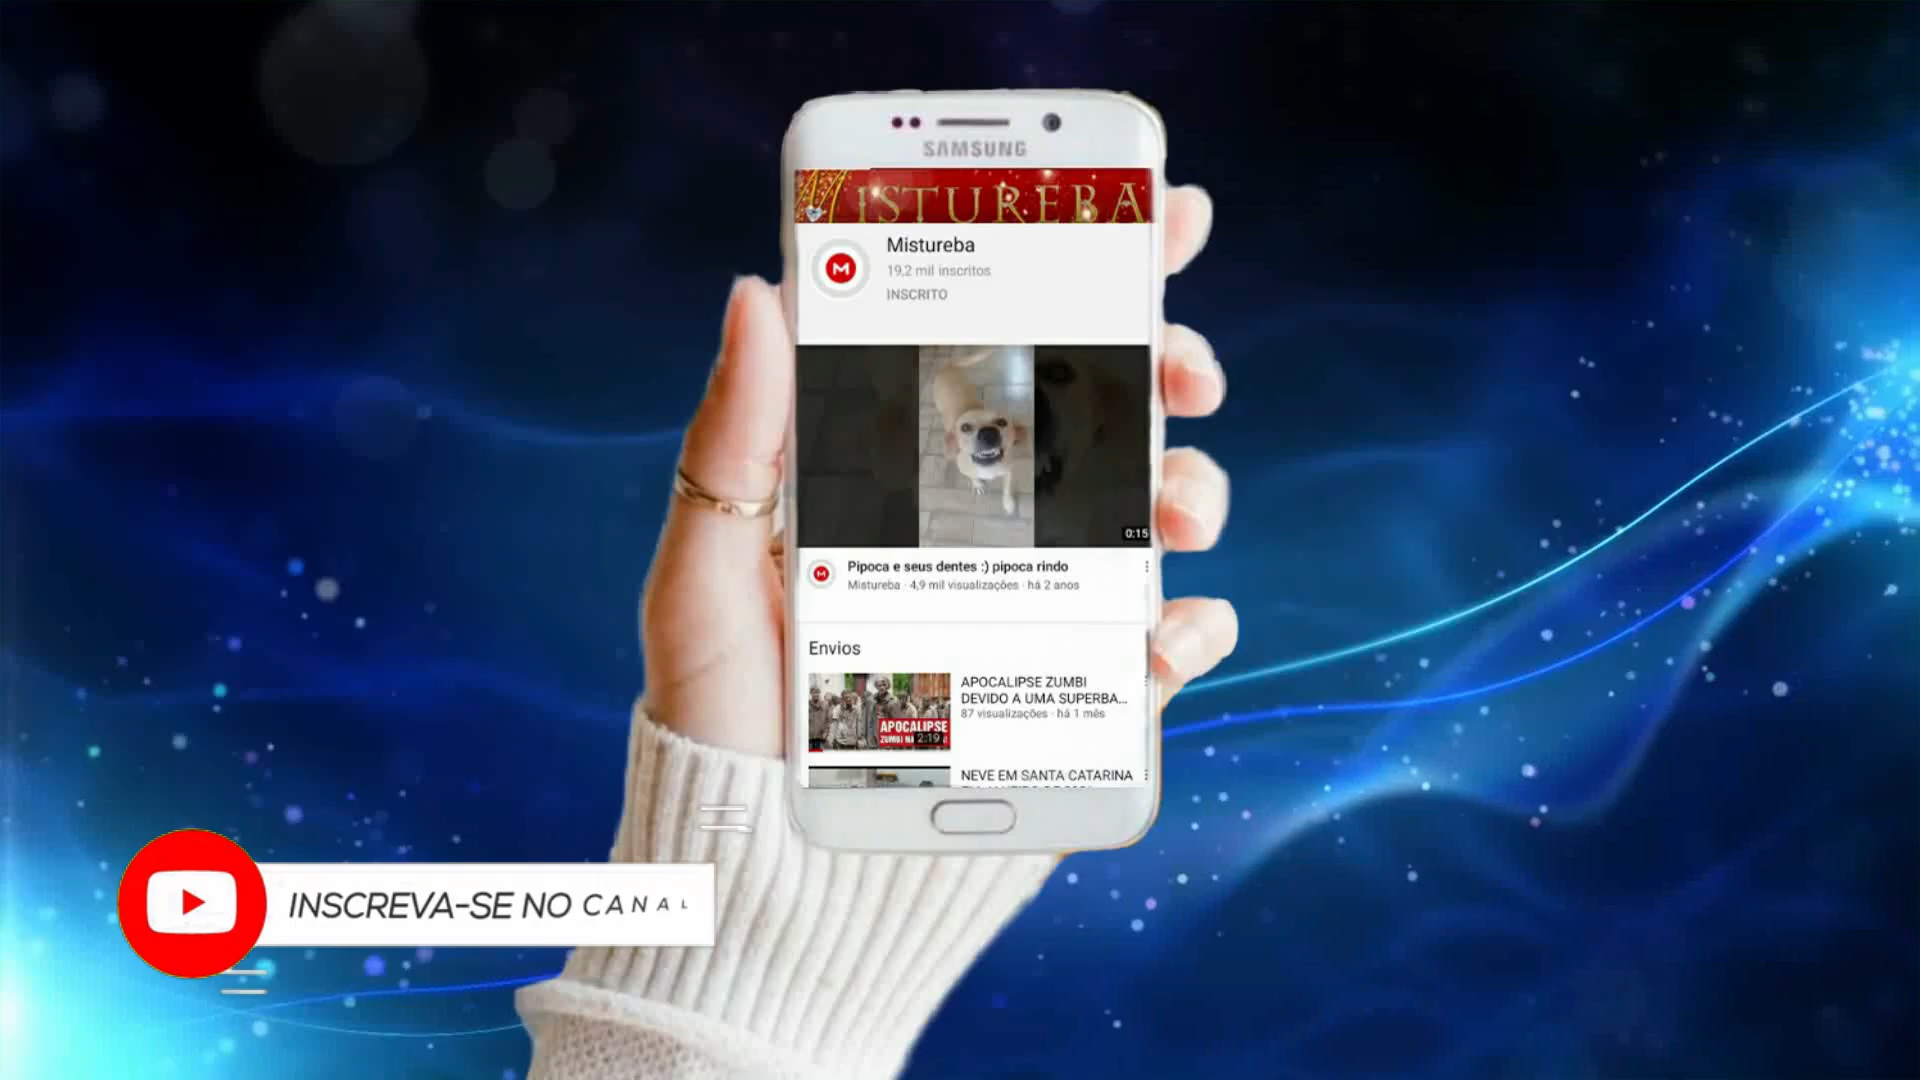 SAMSUNG
MISTUREBA
Mistureba
19,2 mil inscritos
INSCRITO
0:15
Pipoca e seus dentes :) pipoca rindo
Mistureba · 4,9 mil visualizações · há 2 anos
Envios
APOCALIPSE ZUMBI
DEVIDO A UMA SUPERBA...
87 visualizações · há 1 mês
APOCALIPSE
ZUMBI
2:19
NEVE EM SANTA CATARINA
INSCREVA-SE NO CANAL